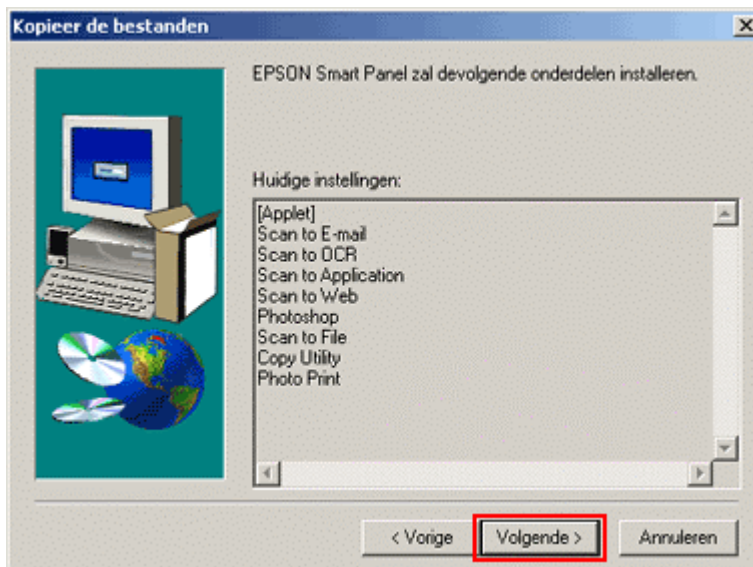 Kopieer de bestanden
EPSON Smart Panel zal devolgende onderdelen installeren.
Huidige instellingen:
[Applet]
Scan to E-mail
Scan to OCR
Scan to Application
Scan to Web
Photoshop
Scan to File
Copy Utility
Photo Print
< Vorige
Volgende >
Annuleren